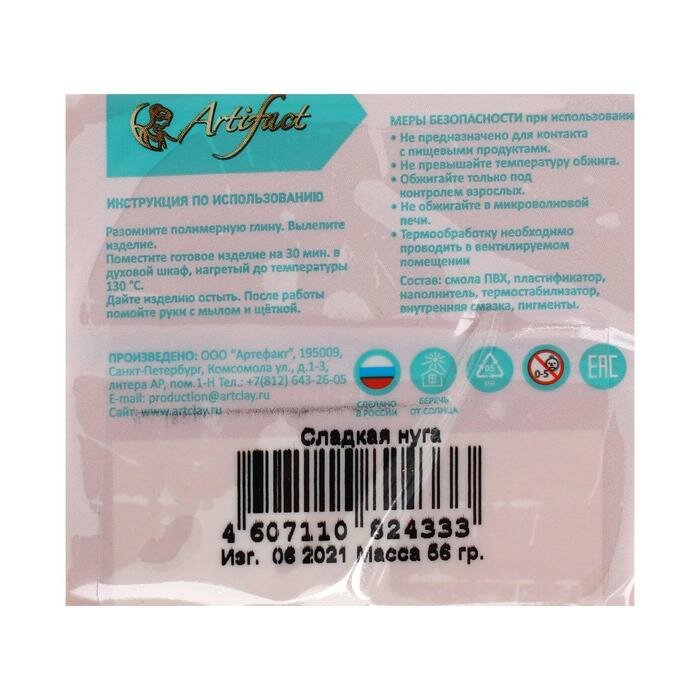 Artifact
ИНСТРУКЦИЯ ПО ИСПОЛЬЗОВАНИЮ
Разомните полимерную глину. Вылепите
изделие.
Поместите готовое изделие на 30 мин. в
духовой шкаф, нагретый до температуры
130 °С.
Дайте изделию остыть. После работы
помойте руки с мылом и щёткой.
МЕРЫ БЕЗОПАСНОСТИ при использовани
• Не предназначено для контакта
с пищевыми продуктами.
• Не превышайте температуру обжига.
• Обжигайте только под
контролем взрослых.
• Не обжигайте в микроволновой
печи.
• Термообработку необходимо
проводить в вентилируемом
помещении
Состав: смола ПВХ, пластификатор,
наполнитель, термостабилизатор,
внутренняя смазка, пигменты.
ПРОИЗВЕДЕНО: ООО "Артефакт", 195009,
Санкт-Петербург, Комсомола ул., д.1-3,
литера АР, пом.1-Н Тел.: +7(812) 643-26-05
E-mail: production@artclay.ru
Сайт: www.artclay.ru
СДЕЛАНО
В РОССИИ
БЕРЕЧЬ
ОТ СОЛНЦА
05
PP
0-5
ЕАС
Сладкая нуга
4 607110 924333
Изг. 06 2021 Масса 56 гр.